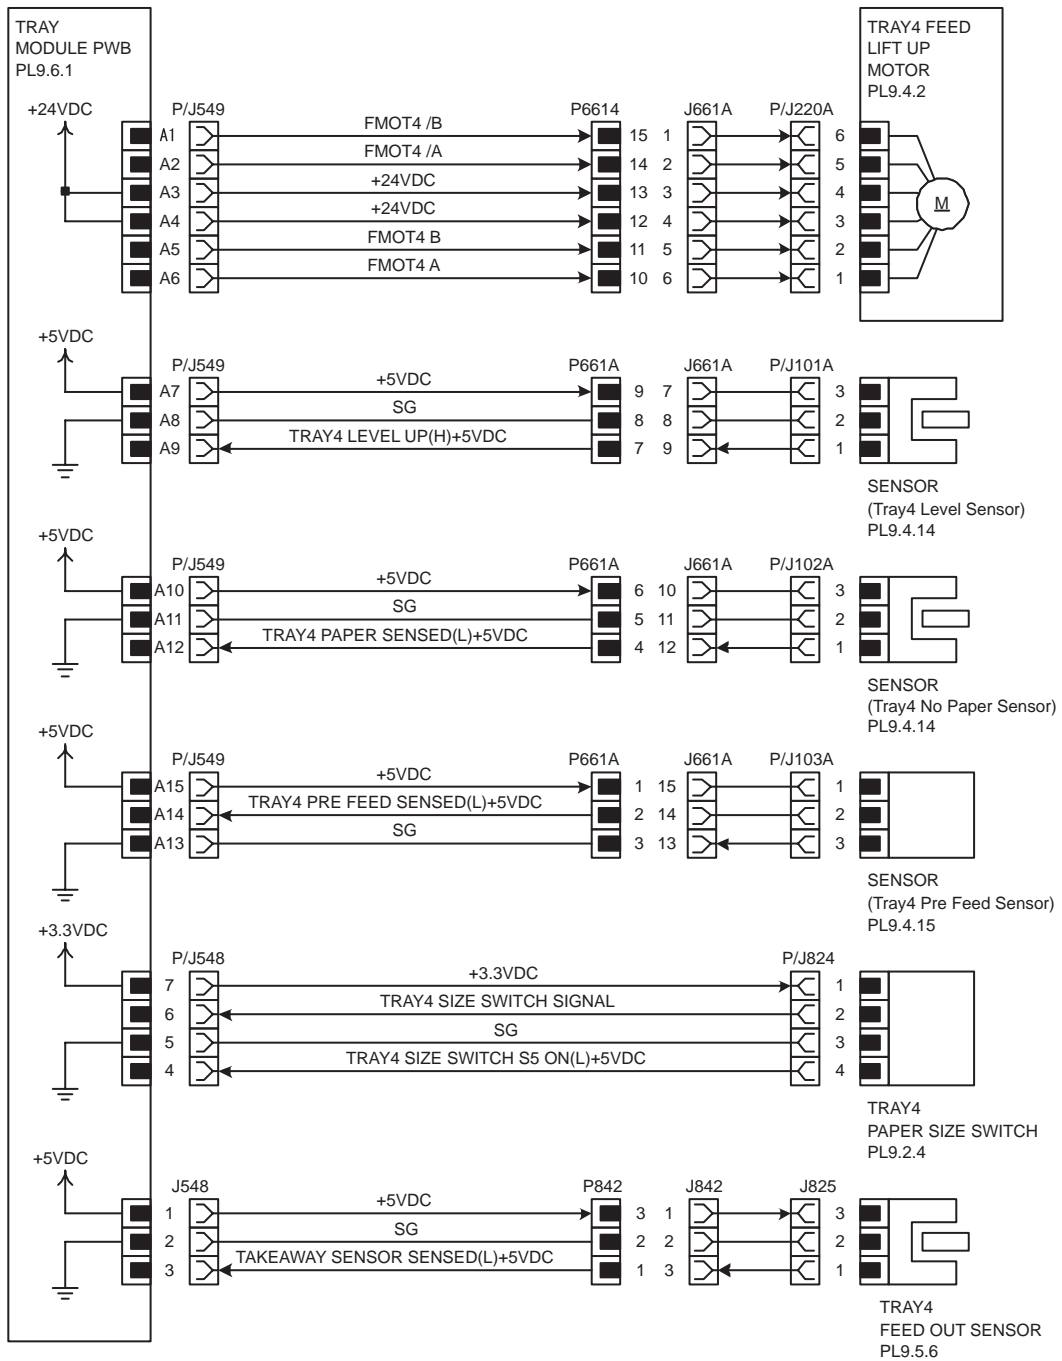 TRAY
MODULE PWB
PL9.6.1
TRAY4 FEED
LIFT UP
MOTOR
PL9.4.2
+24VDC
P/J549 P6614 J661A P/J220A
A1 FMOT4 /B 15 1 6
A2 FMOT4 /A 14 2 5
A3 +24VDC 13 3 4
A4 +24VDC 12 4 3
A5 FMOT4 B 11 5 2
A6 FMOT4 A 10 6 1
M
+5VDC
P/J549 P661A J661A P/J101A
A7 +5VDC 9 7 3
A8 SG 8 8 2
A9 TRAY4 LEVEL UP(H)+5VDC 7 9 1
SENSOR
(Tray4 Level Sensor)
PL9.4.14
+5VDC
P/J549 P661A J661A P/J102A
A10 +5VDC 6 10 3
A11 SG 5 11 2
A12 TRAY4 PAPER SENSED(L)+5VDC 4 12 1
SENSOR
(Tray4 No Paper Sensor)
PL9.4.14
+5VDC
P/J549 P661A J661A P/J103A
A15 +5VDC 1 15 1
A14 TRAY4 PRE FEED SENSED(L)+5VDC 2 14 2
A13 SG 3 13 3
SENSOR
(Tray4 Pre Feed Sensor)
PL9.4.15
+3.3VDC
P/J548 P/J824
7 +3.3VDC 1
6 TRAY4 SIZE SWITCH SIGNAL 2
5 SG 3
4 TRAY4 SIZE SWITCH S5 ON(L)+5VDC 4
TRAY4
PAPER SIZE SWITCH
PL9.2.4
+5VDC
J548 P842 J842 J825
1 +5VDC 3 1 3
2 SG 2 2 2
3 TAKEAWAY SENSOR SENSED(L)+5VDC 1 3 1
TRAY4
FEED OUT SENSOR
PL9.5.6